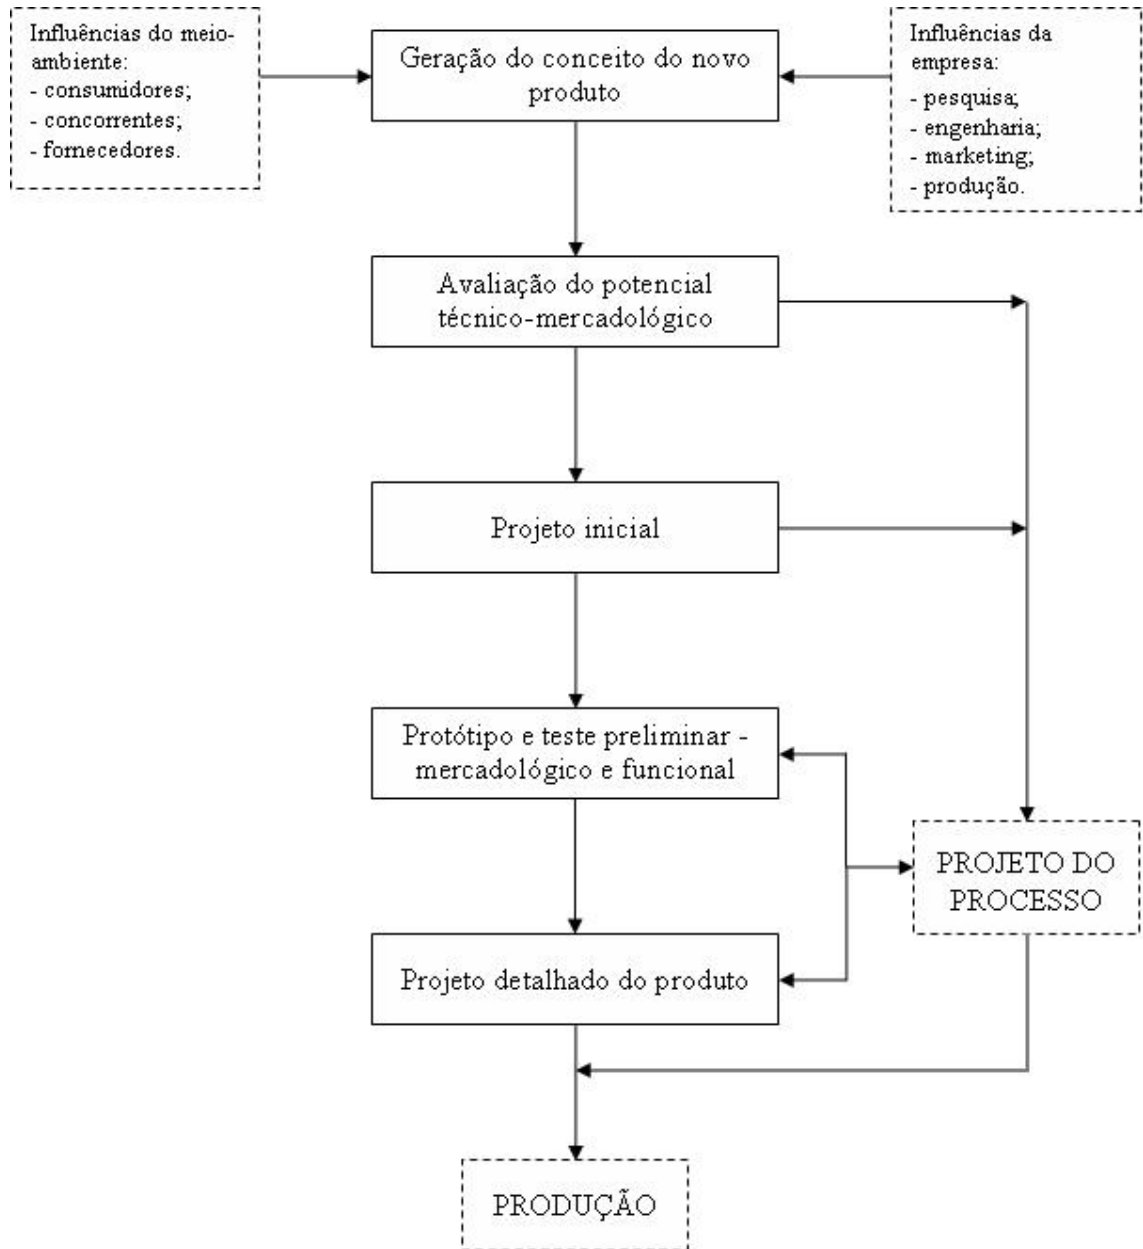 Influências do meio-
ambiente:
- consumidores;
- concorrentes;
- fornecedores.
Geração do conceito do novo
produto
Influências da
empresa:
- pesquisa;
- engenharia;
- marketing;
- produção.
Avaliação do potencial
técnico-mercadológico
Projeto inicial
Protótipo e teste preliminar -
mercadológico e funcional
PROJETO DO
PROCESSO
Projeto detalhado do produto
PRODUÇÃO